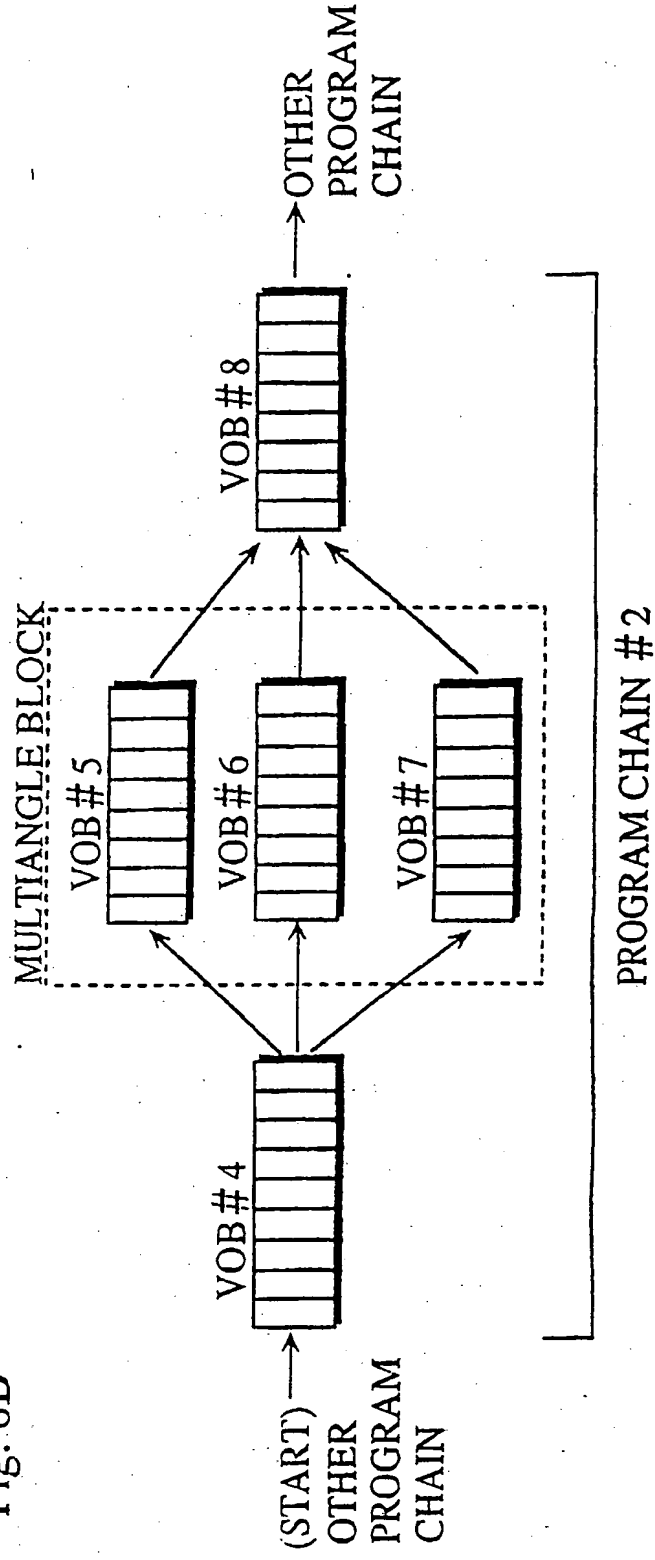 MULTIANGLE BLOCK
VOB#5
VOB#4
VOB#6
VOB#8
VOB#7
(START)
OTHER
PROGRAM
CHAIN
OTHER
PROGRAM
CHAIN
PROGRAM CHAIN #2